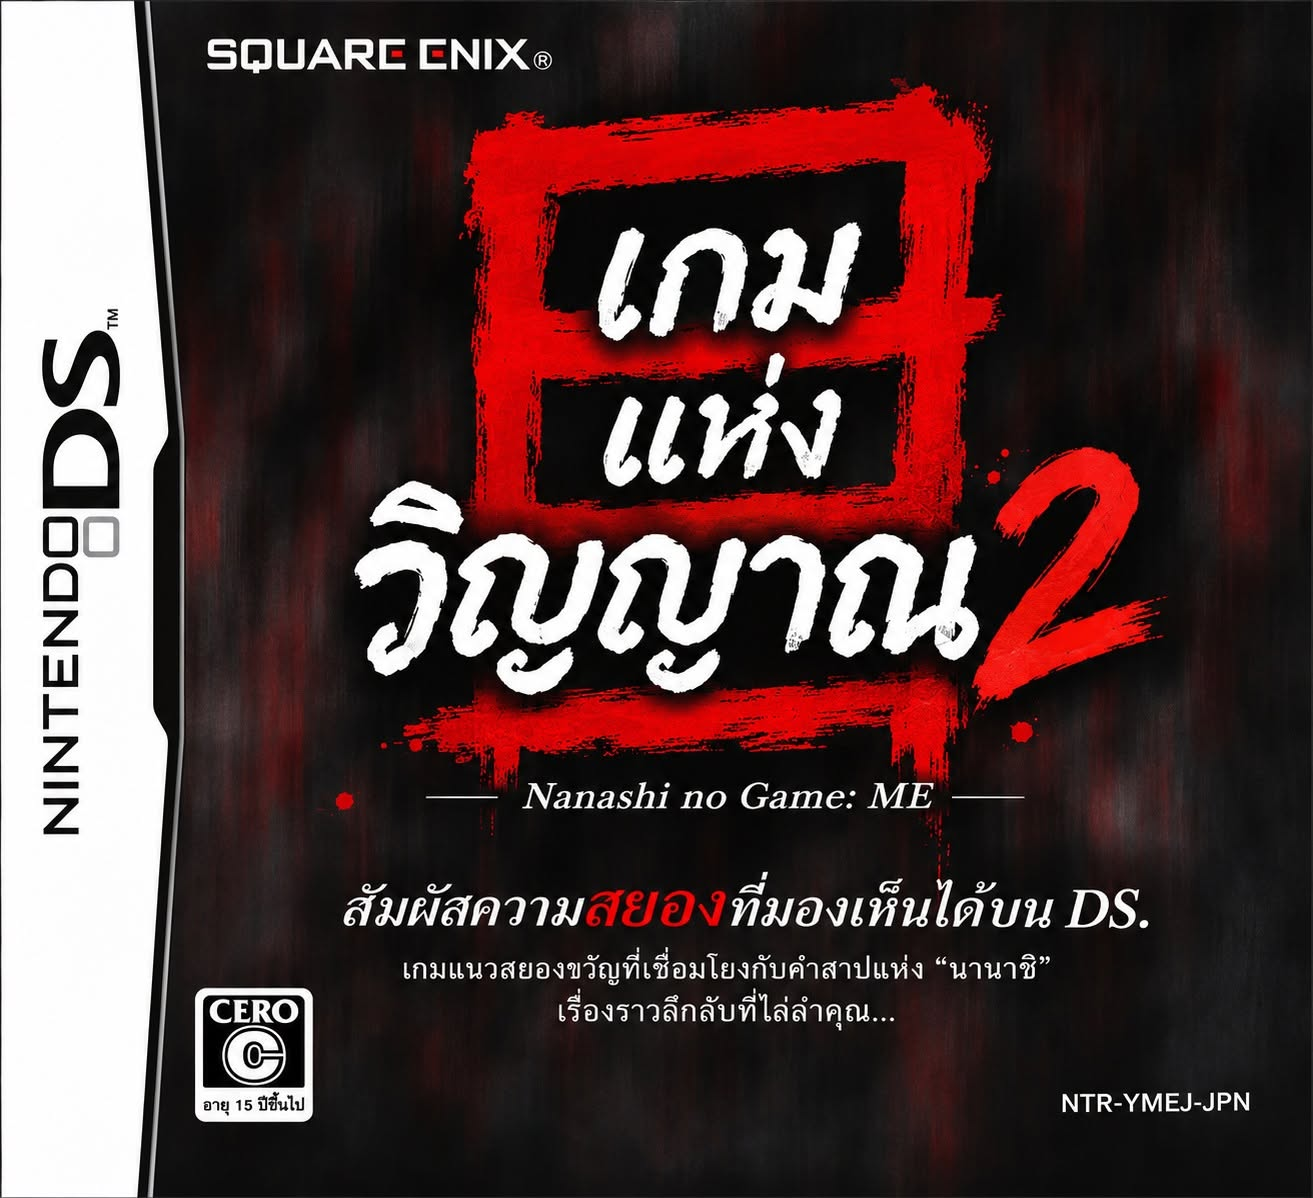 SQUARE ENIX®
NINTENDO DS™
เกม
แห่ง
วิญญาณ 2
Nanashi no Game: ME
สัมผัสความสยองที่มองเห็นได้บน DS.
เกมแนวสยองขวัญที่เชื่อมโยงกับคำสาปแห่ง “นานาชิ”
เรื่องราวลึกลับที่ไล่ล่าคุณ...
CERO
C
อายุ 15 ปีขึ้นไป
NTR-YMEJ-JPN